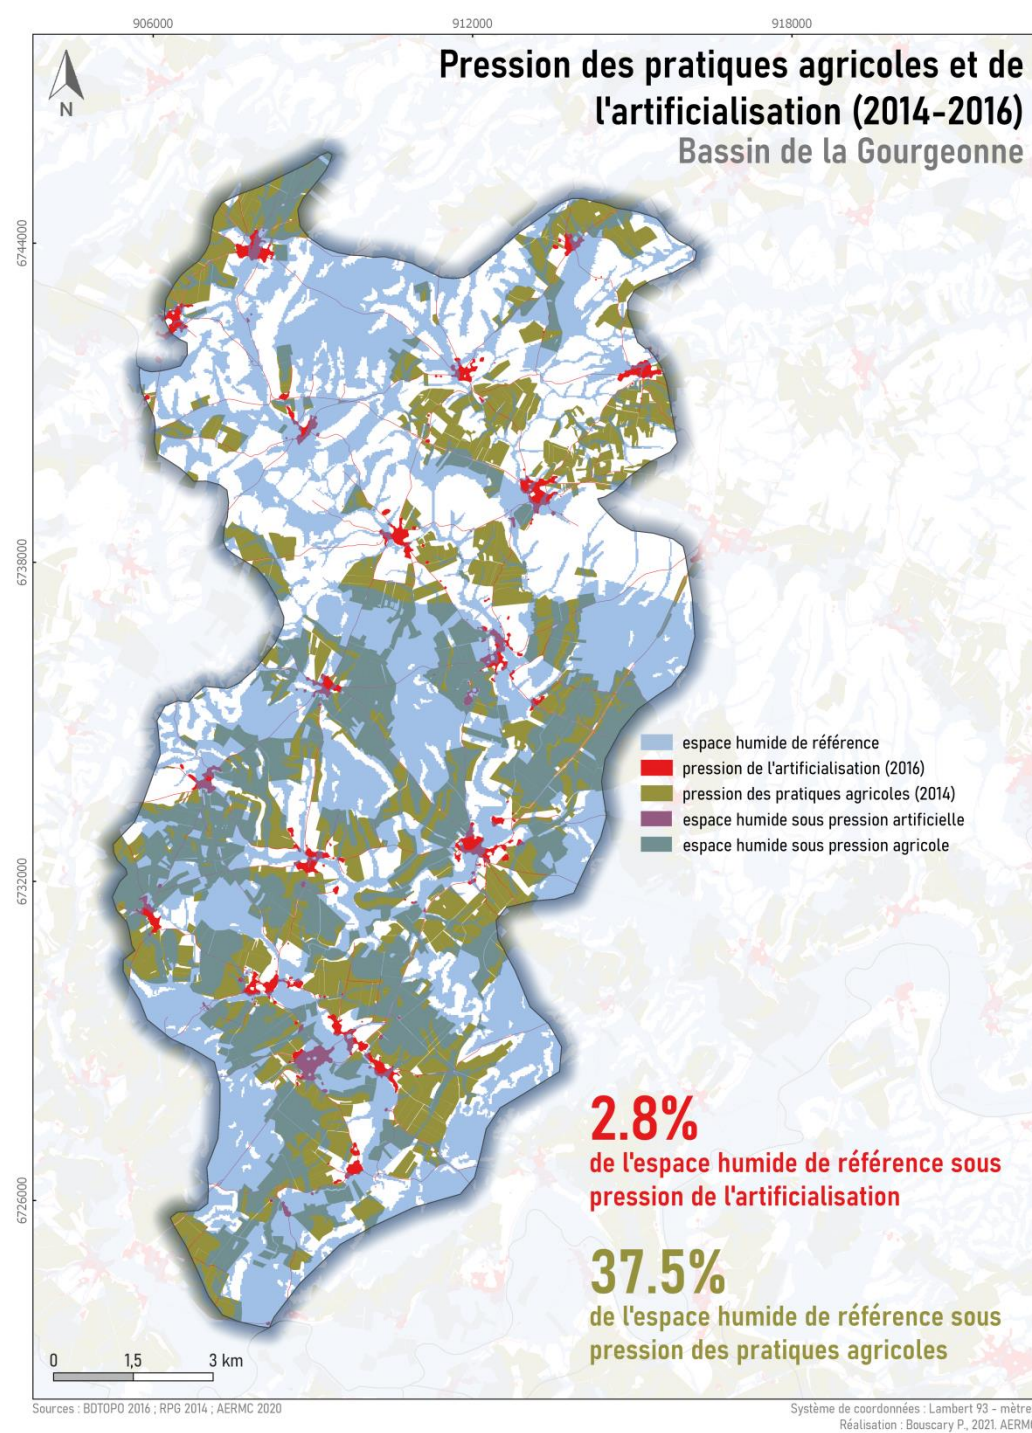 906000
912000
918000
Pression des pratiques agricoles et de
l'artificialisation (2014-2016)
Bassin de la Gourgeonne
N
6744000
6738000
6732000
6726000
espace humide de référence
pression de l'artificialisation (2016)
pression des pratiques agricoles (2014)
espace humide sous pression artificielle
espace humide sous pression agricole
2.8%
de l'espace humide de référence sous
pression de l'artificialisation
37.5%
de l'espace humide de référence sous
pression des pratiques agricoles
0 1,5 3 km
Sources : BDTOPO 2016 ; RPG 2014 ; AERMC 2020
Système de coordonnées : Lambert 93 - mètre
Réalisation : Bouscary P., 2021. AERMC